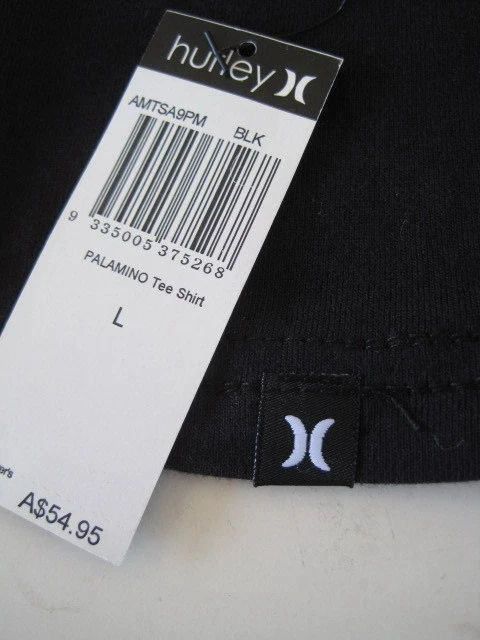 hurley
AMTSA9PM BLK
9 335005 375268
PALAMINO Tee Shirt
L
A$54.95